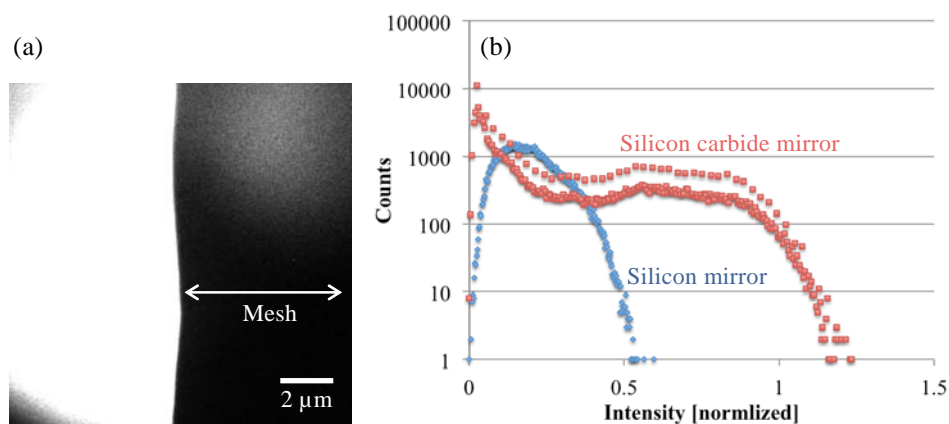 (a)
Mesh
2 µm
(b)
100000
10000
1000
100
10
1
Counts
Silicon carbide mirror
Silicon mirror
0
0.5
1
1.5
Intensity [normlized]